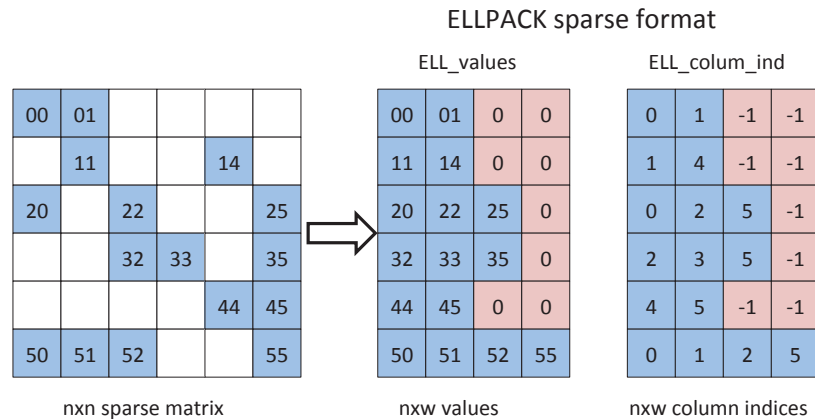 ELLPACK sparse format
ELL_values ELL_colum_ind
00 01 00 01 0 0 0 1 -1 -1
11 14 11 14 0 0 1 4 -1 -1
20 22 25 20 22 25 0 0 2 5 -1
32 33 35 32 33 35 0 2 3 5 -1
44 45 44 45 0 0 4 5 -1 -1
50 51 52 55 50 51 52 55 0 1 2 5
nxn sparse matrix nxw values nxw column indices